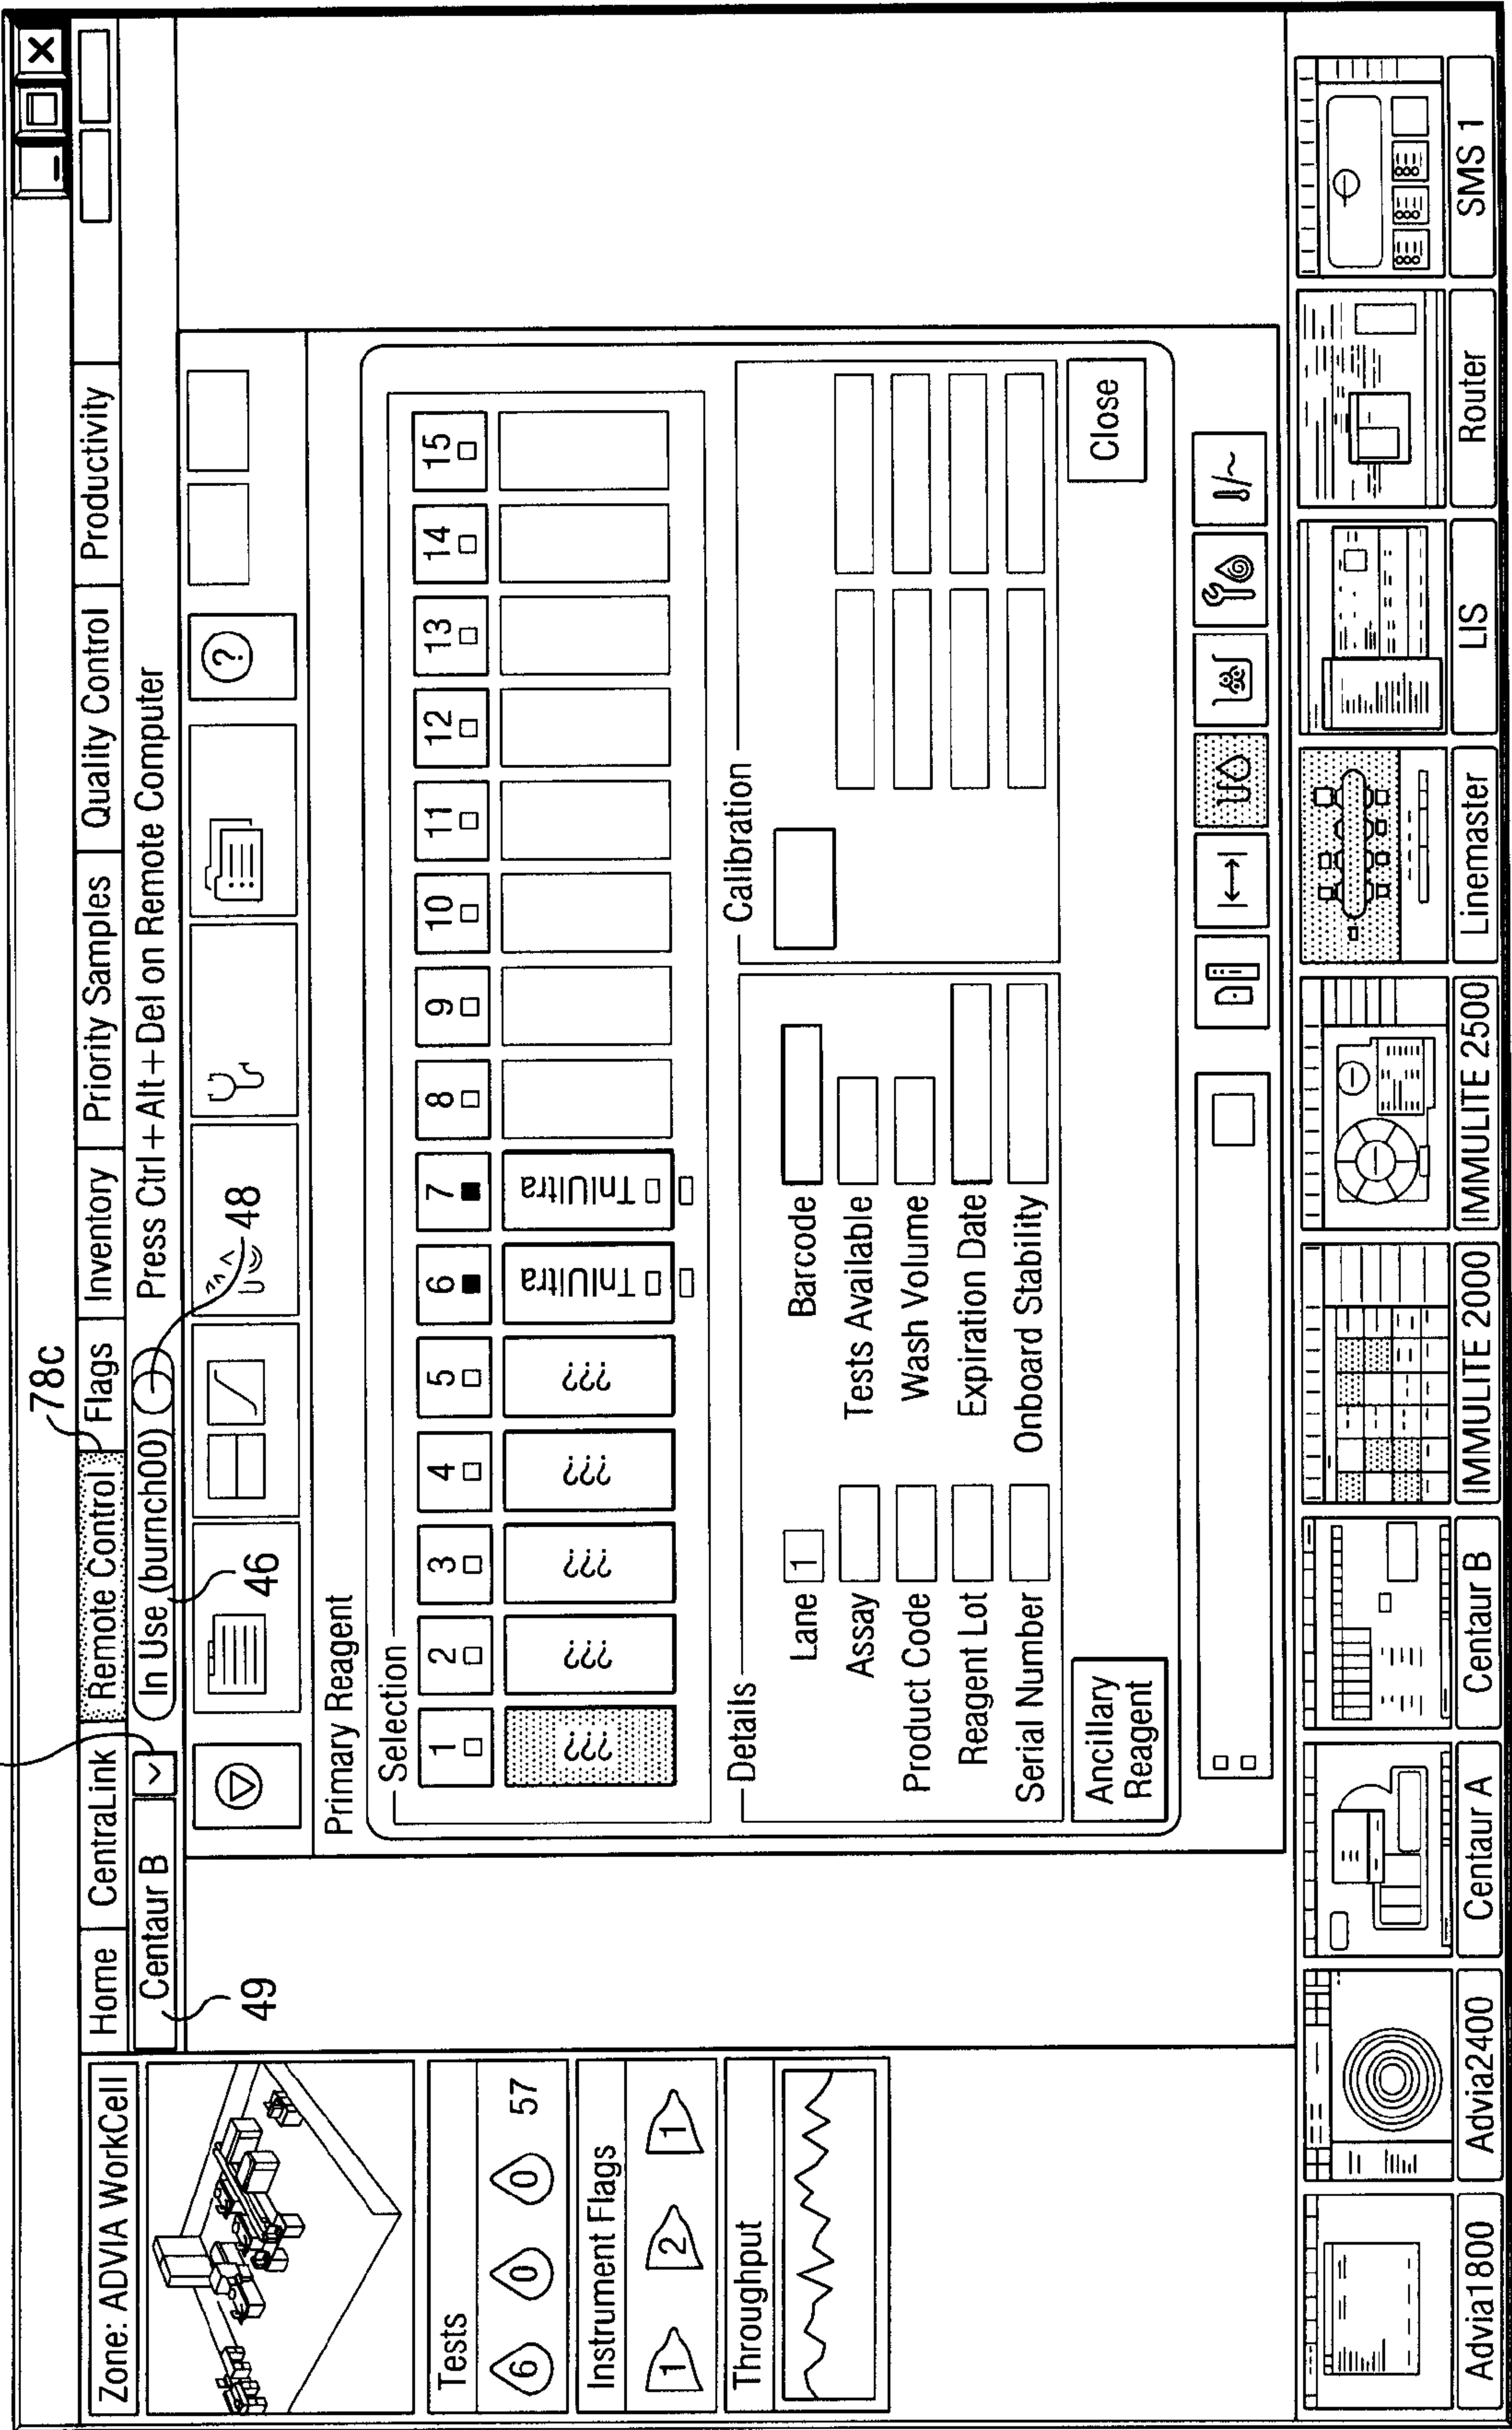 78c
Home CentraLink Remote Control Flags Inventory Priority Samples Quality Control Productivity
Centaur B In Use (burnch00) Press Ctrl+Alt+Del on Remote Computer
49
46
48
?
Zone: ADVIA WorkCell
Tests
6 0 0 57
Instrument Flags
1 2 1
Throughput
Primary Reagent
Selection
1 2 3 4 5 6 7 8 9 10 11 12 13 14 15
??? ??? ??? ??? ??? TnIUltra TnIUltra
Details
Lane 1 Barcode
Assay Tests Available
Product Code Wash Volume
Reagent Lot Expiration Date
Serial Number Onboard Stability
Calibration
Ancillary
Reagent
Close
Advia1800 Advia2400 Centaur A Centaur B IMMULITE 2000 IMMULITE 2500 Linemaster LIS Router SMS 1